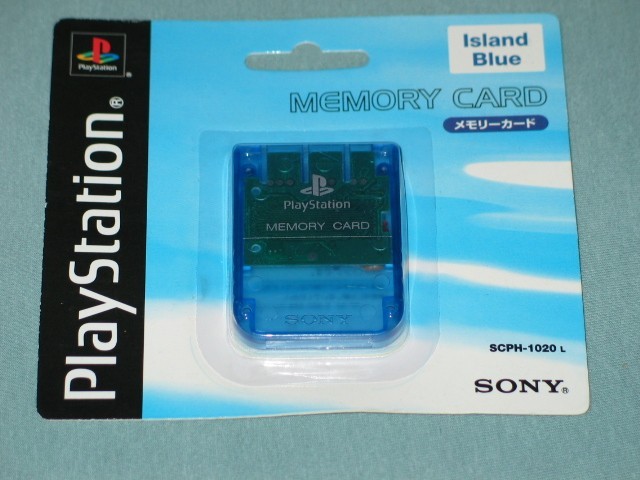 PlayStation
®
PlayStation®
Island
Blue
MEMORY CARD
メモリーカード
PlayStation
MEMORY CARD
SONY
SCPH-1020 L
SONY®